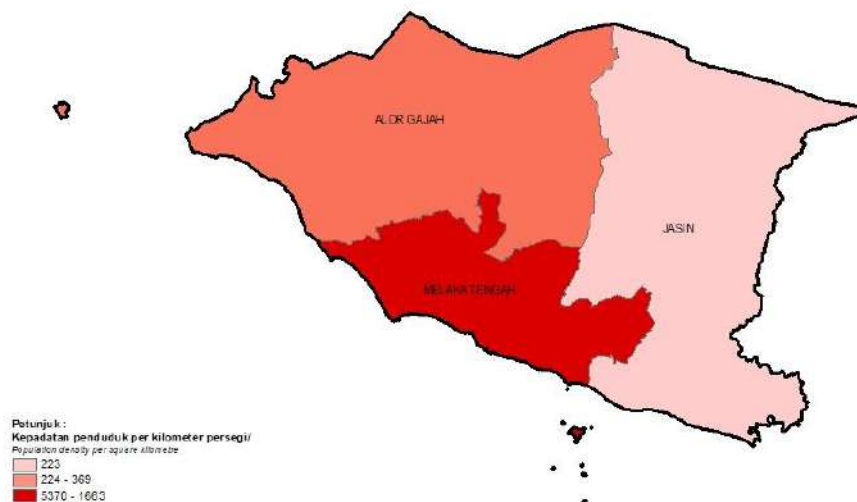 ALOR GAJAH
JASIN
MELAKA TENGAH
Petunjuk :
Kepadatan penduduk per kilometer persegi/
Population density per square kilometre
223
224 - 369
5370 - 1663